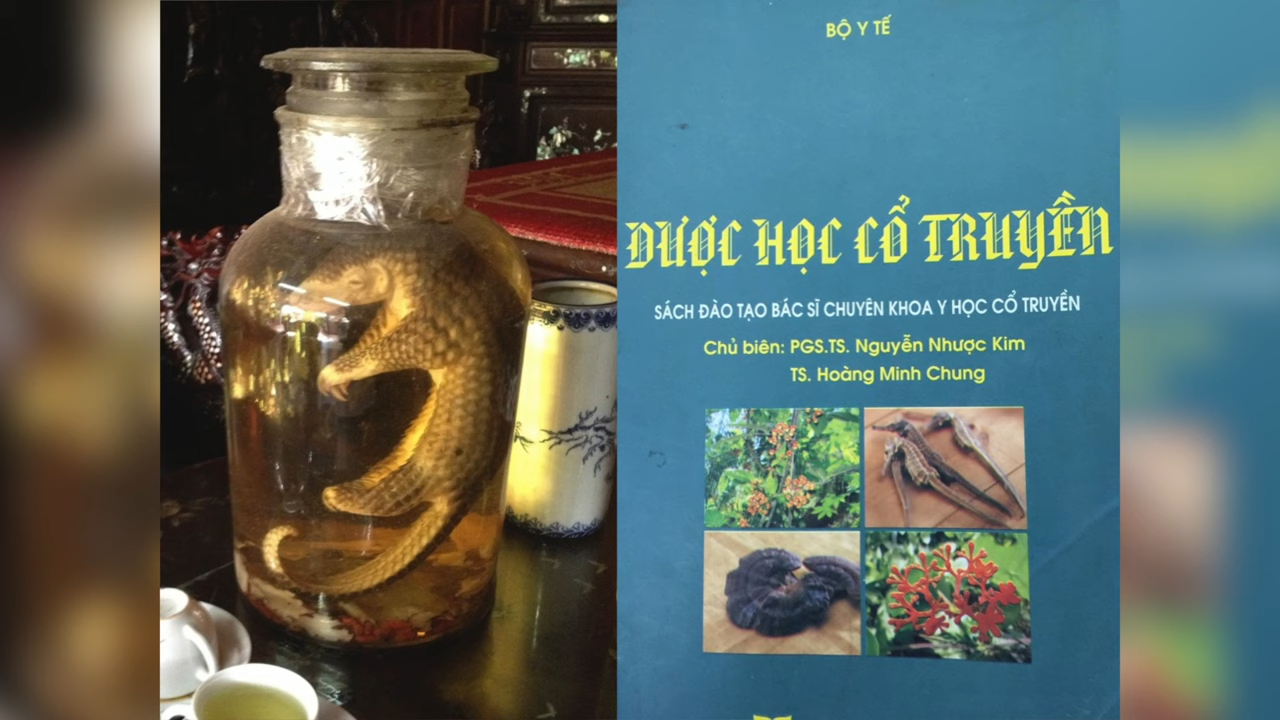 BỘ Y TẾ
DƯỢC HỌC CỔ TRUYỀN
SÁCH ĐÀO TẠO BÁC SĨ CHUYÊN KHOA Y HỌC CỔ TRUYỀN
Chủ biên: PGS.TS. Nguyễn Nhược Kim
TS. Hoàng Minh Chung